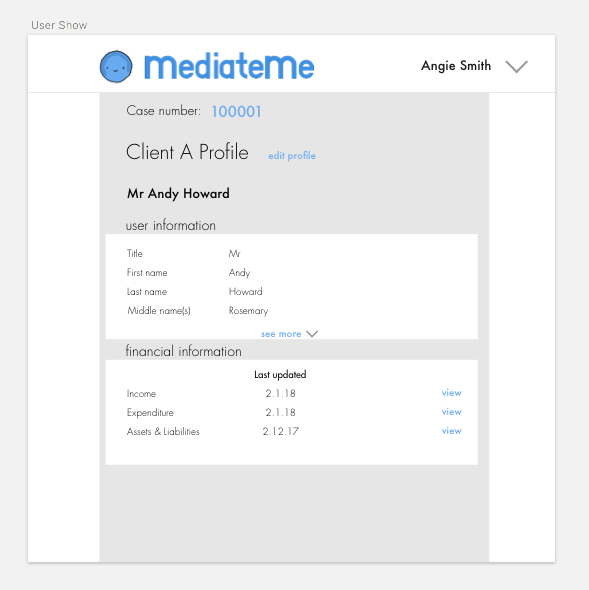 User Show
mediateme
Angie Smith
Case number: 100001
Client A Profile edit profile
Mr Andy Howard
user information
Title Mr
First name Andy
Last name Howard
Middle name(s) Rosemary
see more
financial information
Last updated
Income 2.1.18 view
Expenditure 2.1.18 view
Assets & Liabilities 2.12.17 view